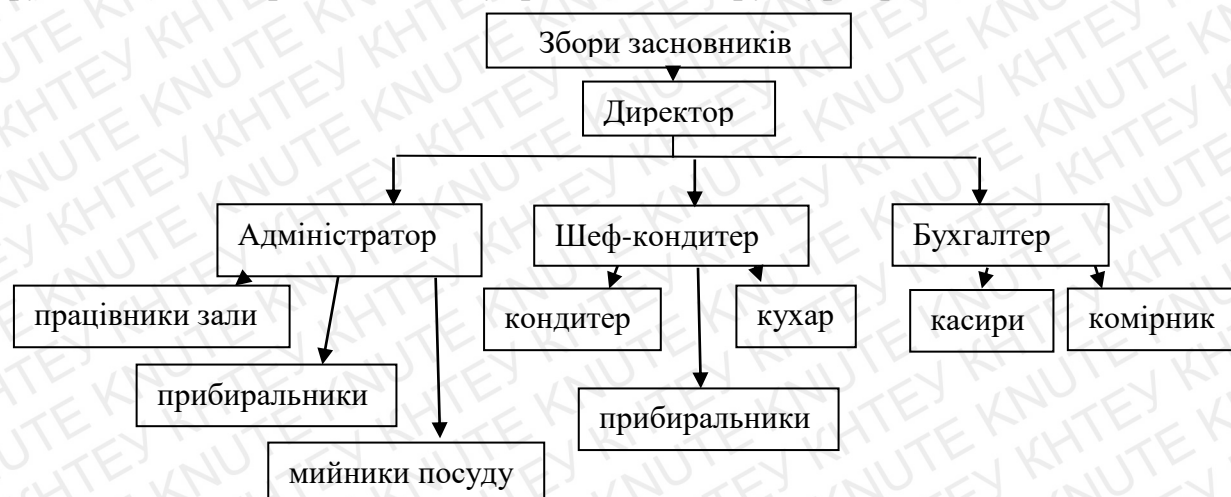 Збори засновників
Директор
Адміністратор
Шеф-кондитер
Бухгалтер
працівники зали
кондитер
кухар
касири
комірник
прибиральники
прибиральники
мийники посуду